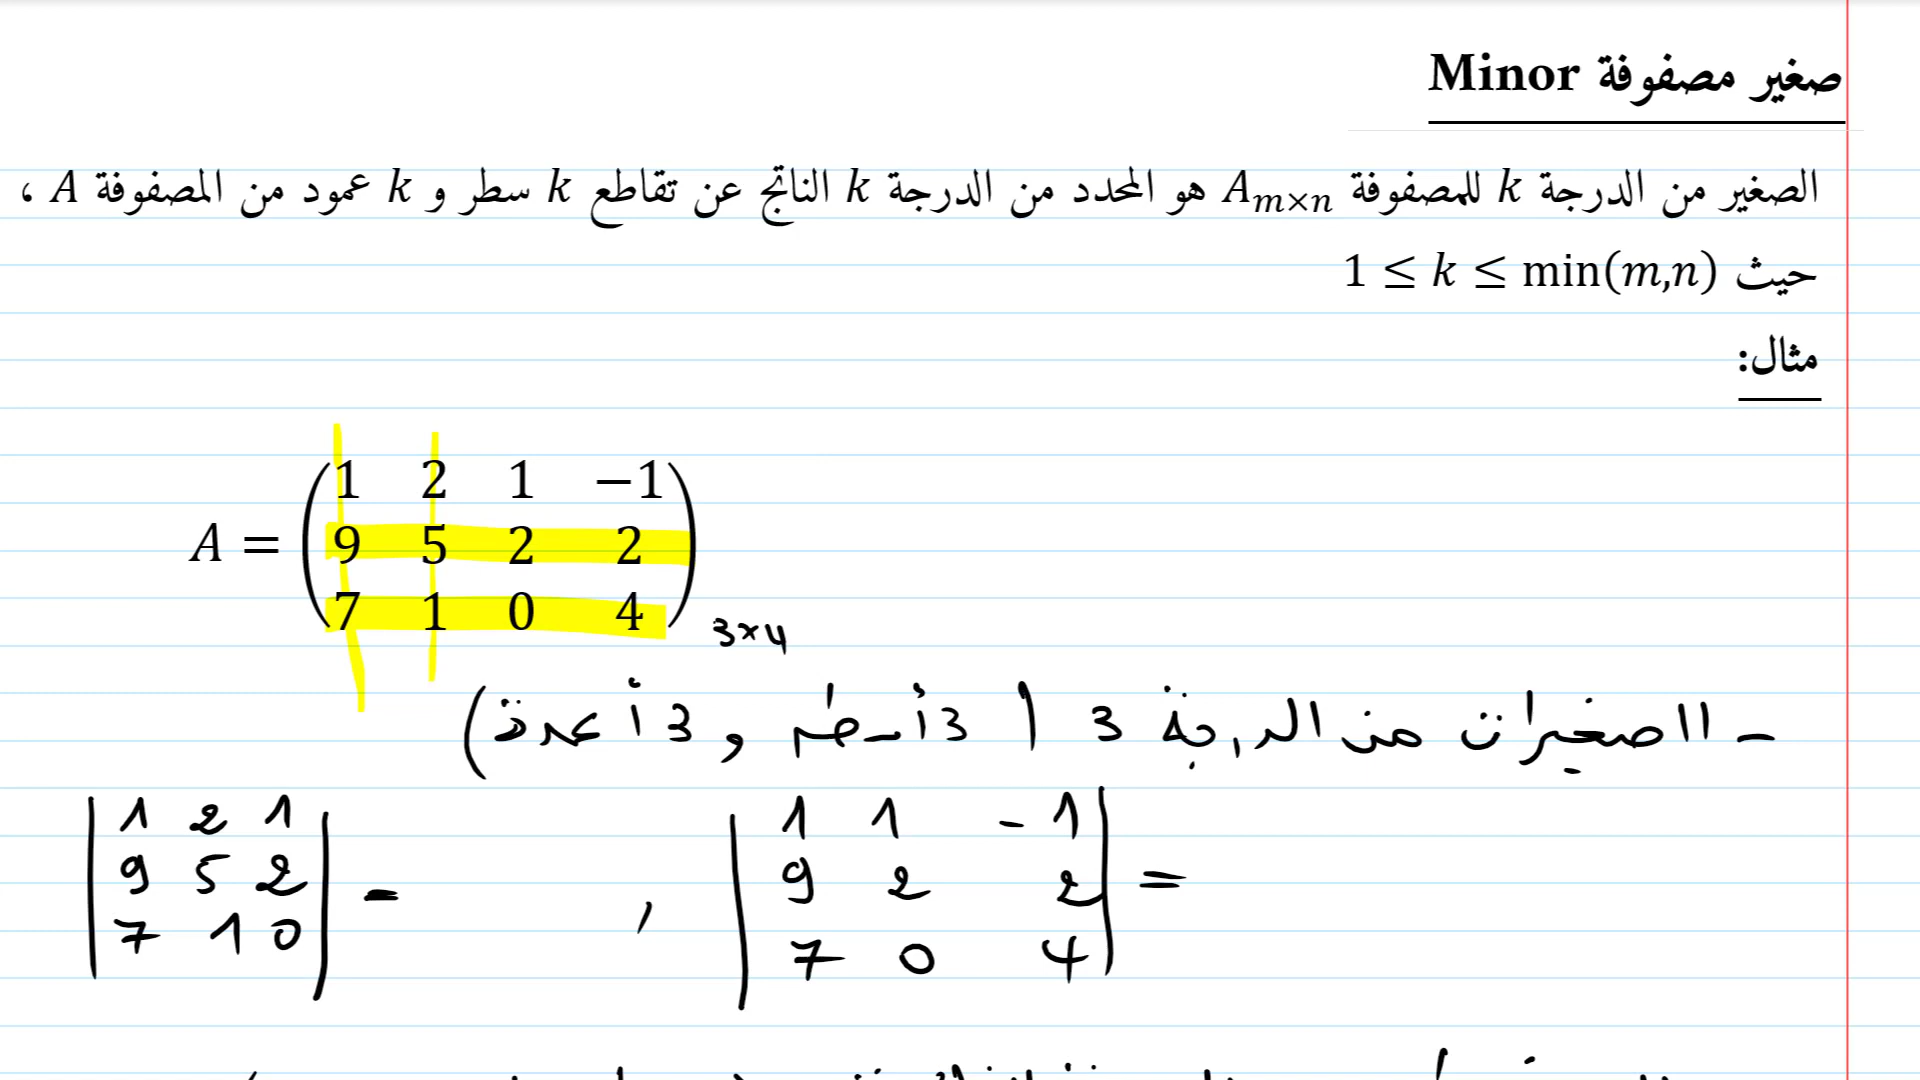 صغير مصفوفة Minor
الصغير من الدرجة k للمصفوفة A_{m×n} هو المحدد من الدرجة k الناتج عن تقاطع k سطر و k عمود من المصفوفة A ،
حيث 1 ≤ k ≤ min(m,n)
مثال:
1 2 1 −1
A = 9 5 2 2
7 1 0 4
3×4
- الصغيرات من الدرجة 3 (3 أسطر و 3 أعمدة)
1 2 1 1 1 -1
9 5 2 = , 9 2 2 =
7 1 0 7 0 4